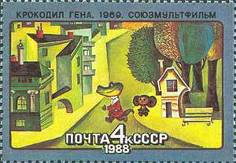 КРОКОДИЛ ГЕНА. 1969. СОЮЗМУЛЬТФИЛЬМ
ПОЧТА 4К СССР
1988